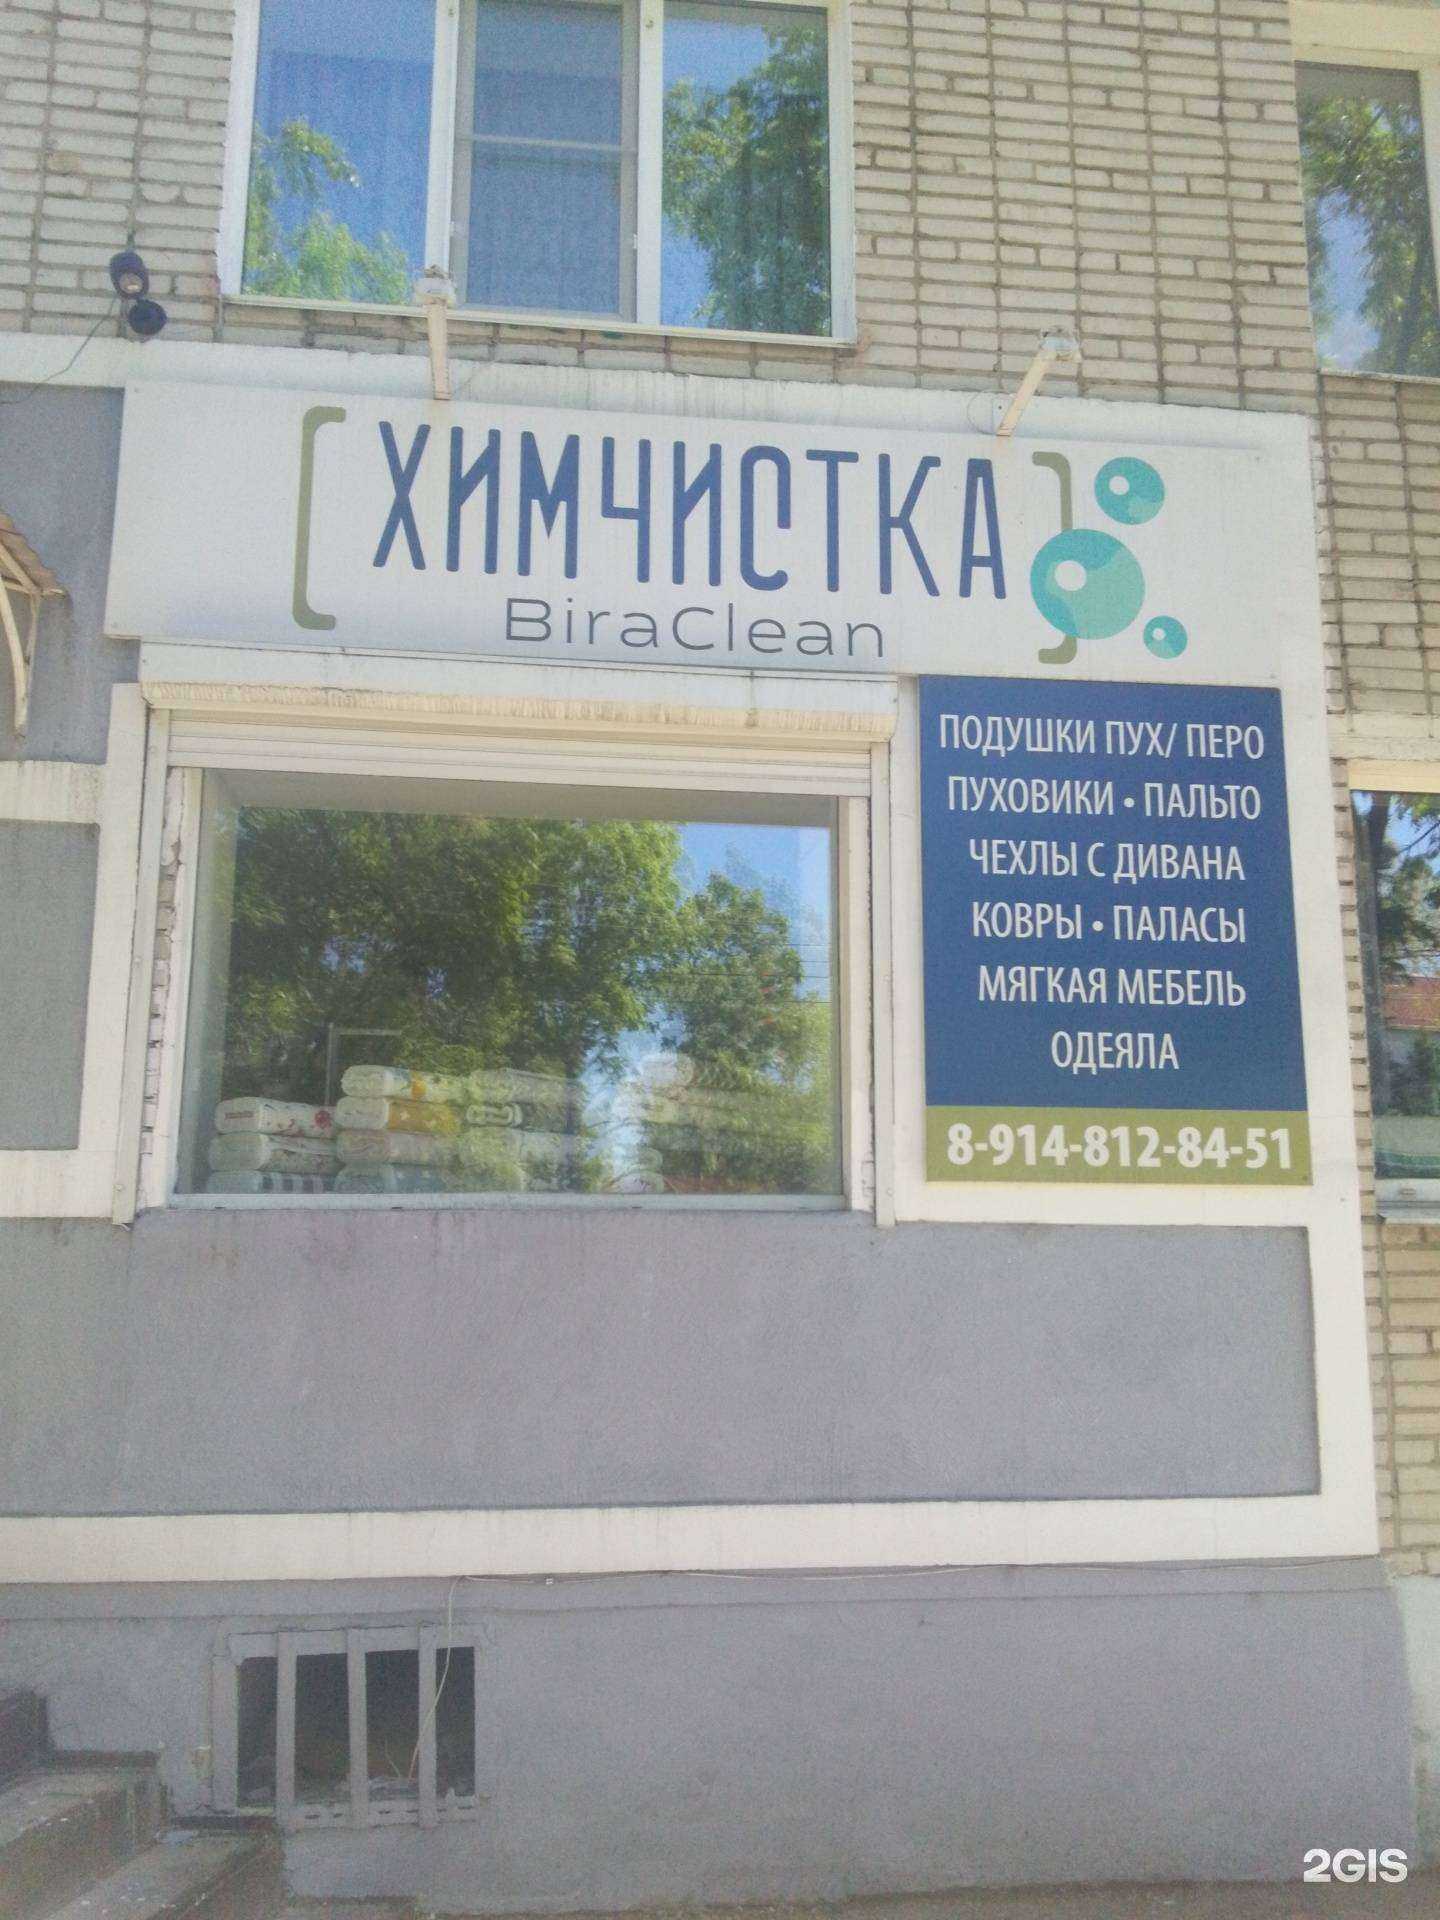 ХИМЧИСТКА
BiraClean
ПОДУШКИ ПУХ/ ПЕРО
ПУХОВИКИ • ПАЛЬТО
ЧЕХЛЫ С ДИВАНА
КОВРЫ • ПАЛАСЫ
МЯГКАЯ МЕБЕЛЬ
ОДЕЯЛА
8-914-812-84-51
2GIS